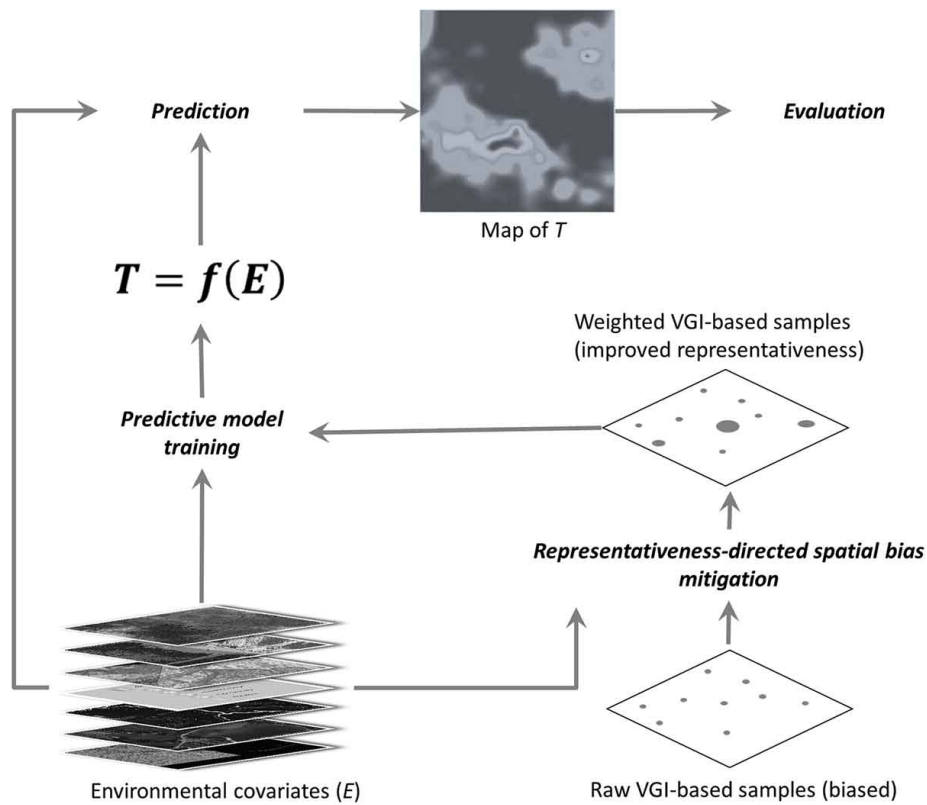 Prediction
Evaluation
Map of T
T = f(E)
Weighted VGI-based samples
(improved representativeness)
Predictive model
training
Representativeness-directed spatial bias
mitigation
Environmental covariates (E)
Raw VGI-based samples (biased)